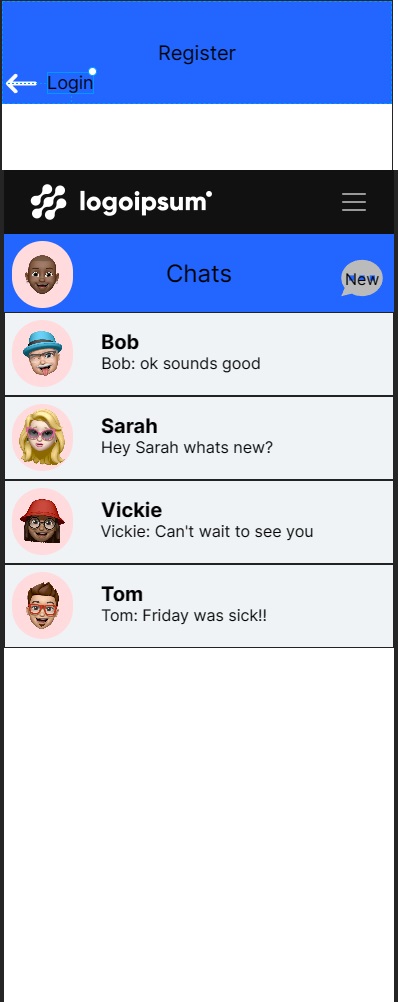 Register
Login
logoipsum
Chats
New
Bob
Bob: ok sounds good
Sarah
Hey Sarah whats new?
Vickie
Vickie: Can't wait to see you
Tom
Tom: Friday was sick!!